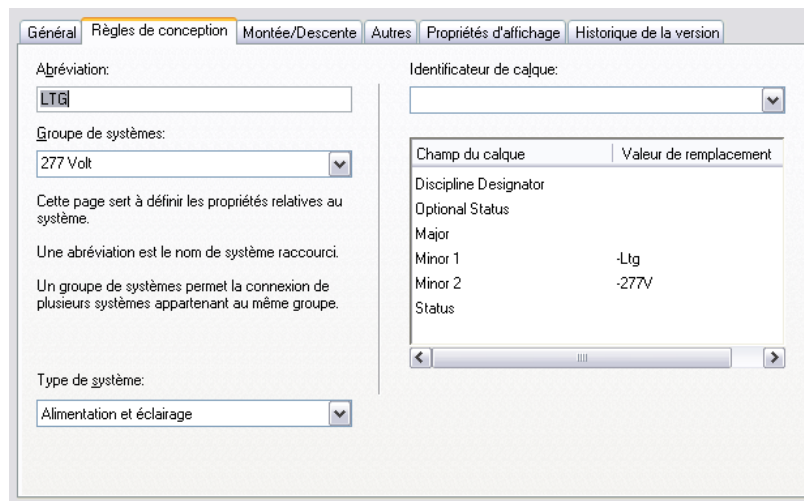 Général Règles de conception Montée/Descente Autres Propriétés d'affichage Historique de la version
Abréviation:
LTG
Groupe de systèmes:
277 Volt
Cette page sert à définir les propriétés relatives au
système.
Une abréviation est le nom de système raccourci.
Un groupe de systèmes permet la connexion de
plusieurs systèmes appartenant au même groupe.
Type de système:
Alimentation et éclairage
Identificateur de calque:
Champ du calque Valeur de remplacement
Discipline Designator
Optional Status
Major
Minor 1 -Ltg
Minor 2 -277V
Status